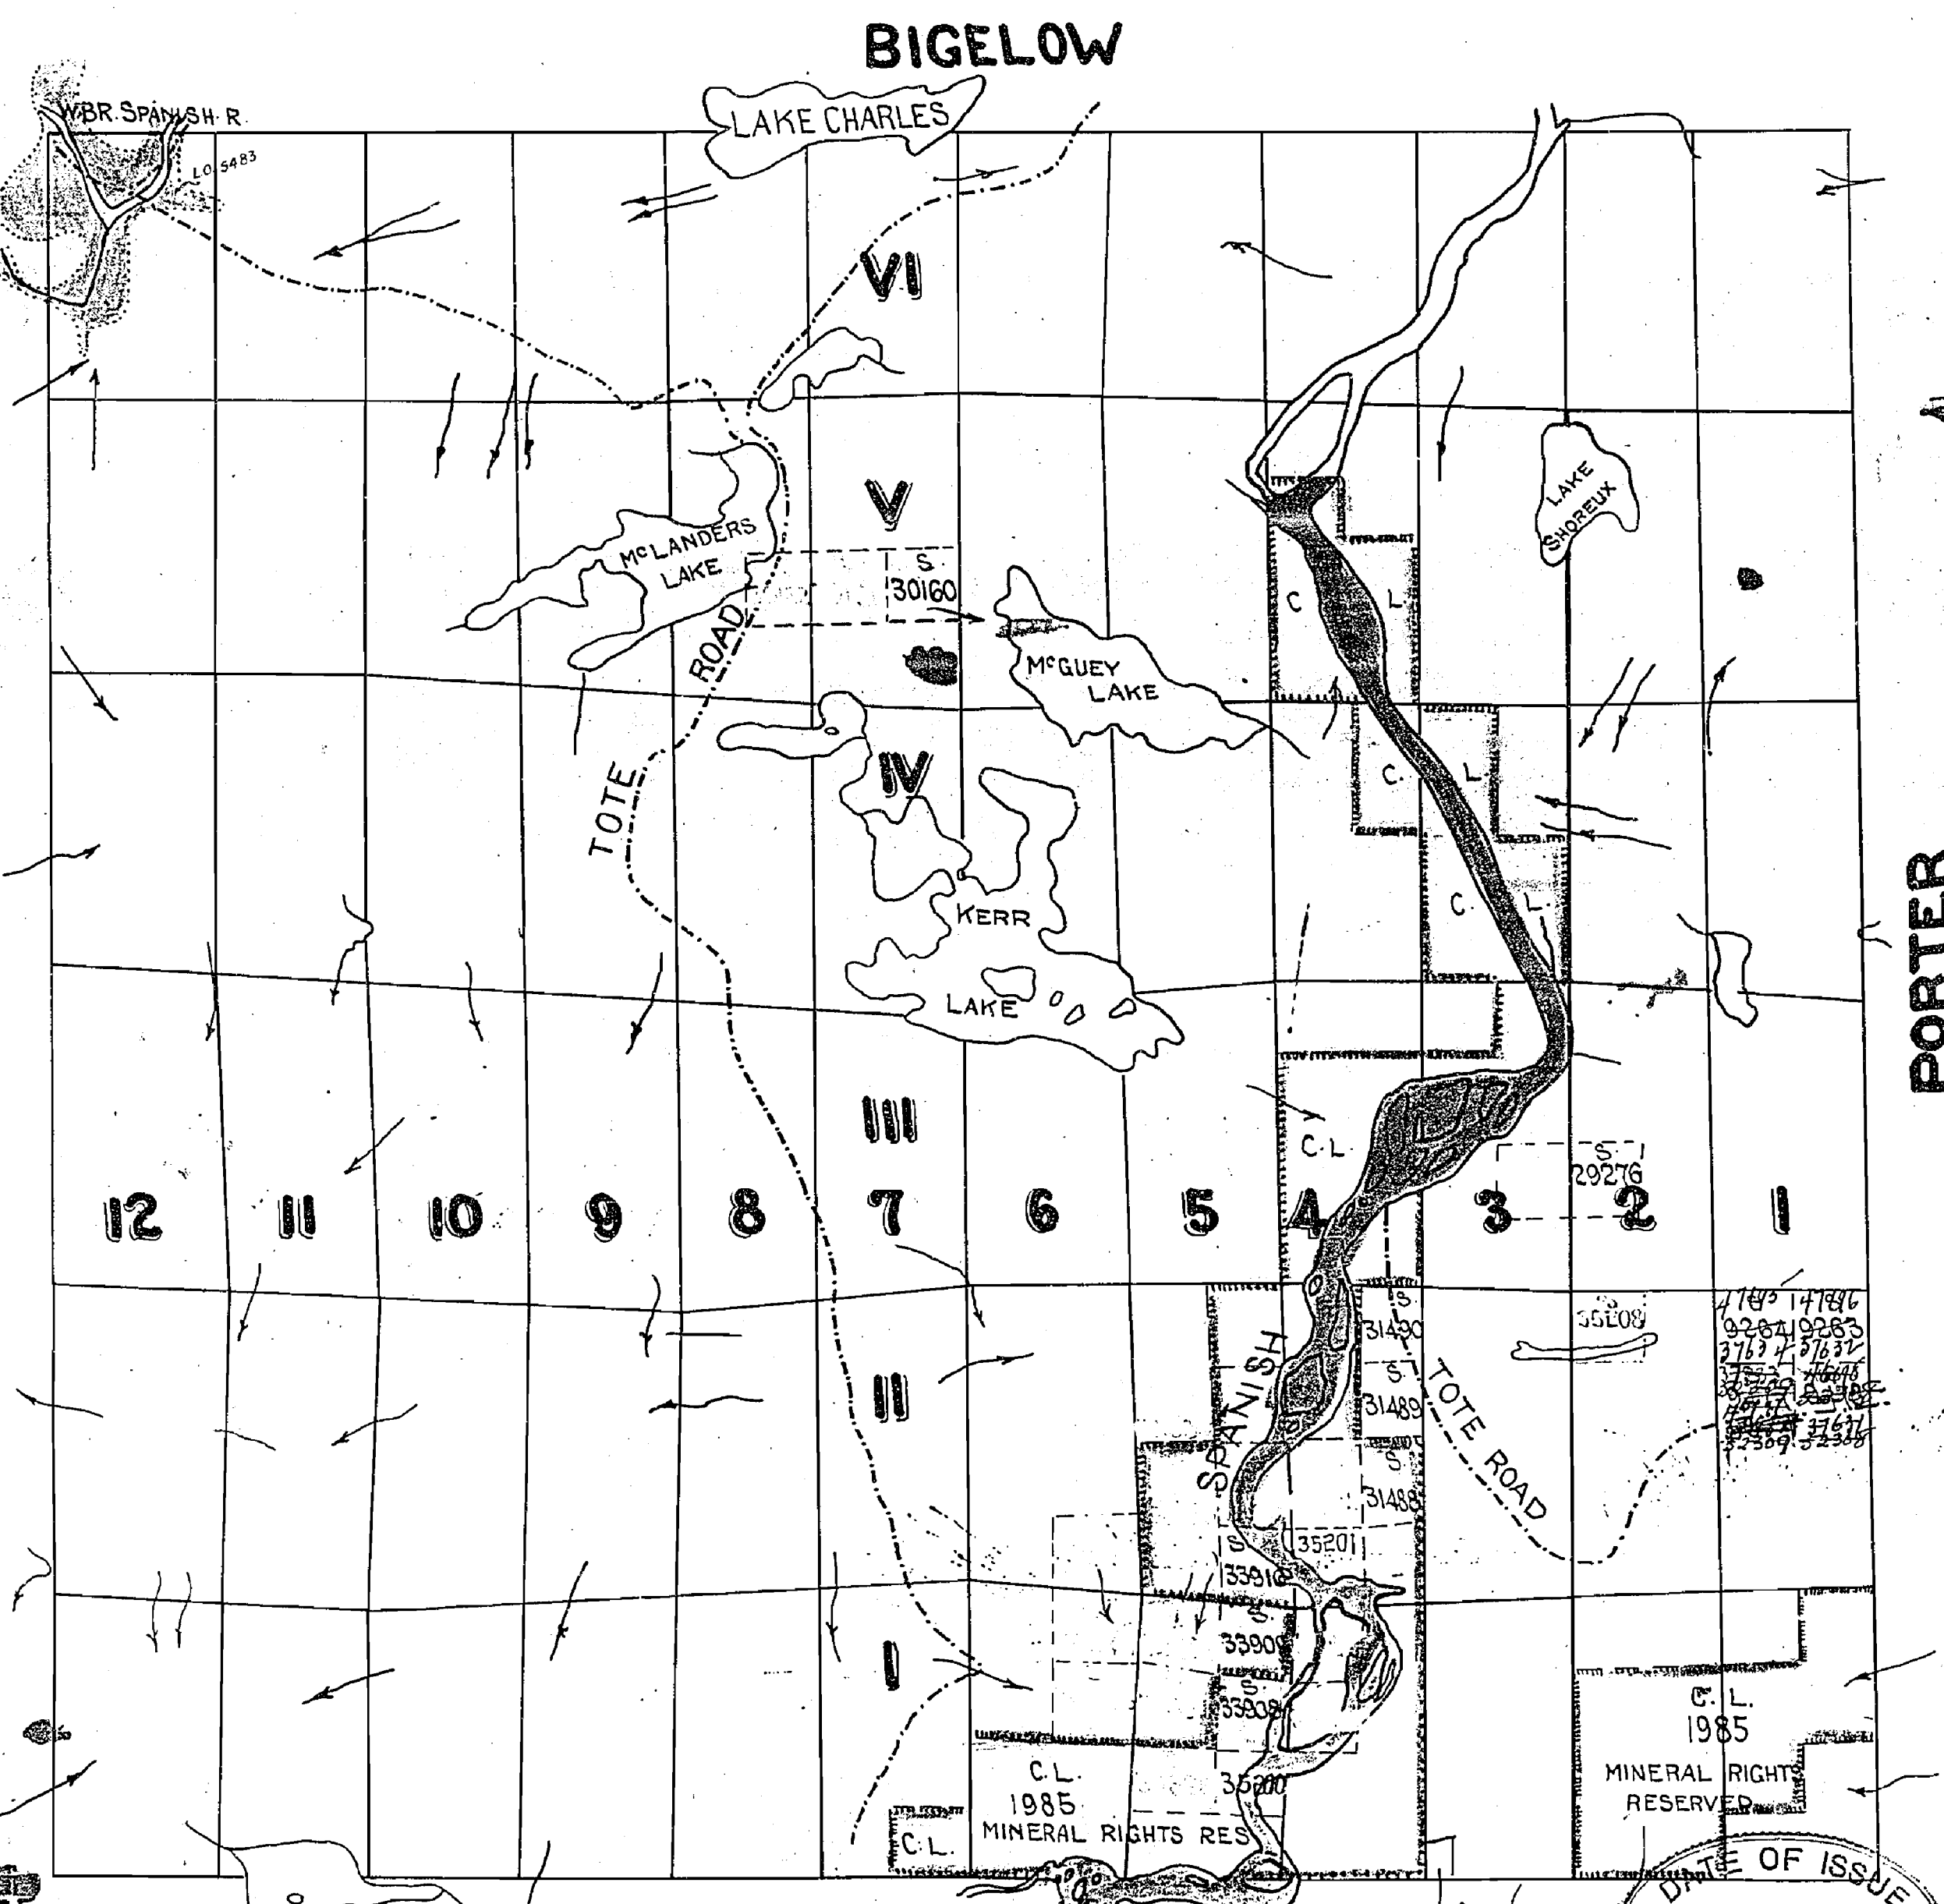 BIGELOW
W.BR. SPANISH. R.
LAKE CHARLES
L.O. 5483
VI
V
LAKE
SHOREUX
McLANDERS
LAKE
S.
30160
C
L.
ROAD
McGUEY
LAKE
IV
C.
L.
TOTE
PORTER
C.
L.
KERR
LAKE
III
C.L
S.
29276
12
11
10
9
8
7
6
5
4
3
2
1
S.
31490
SPANISH
S.
31489
TOTE ROAD
II
S
31488
S
35201
33910
S
33909
I
S.
33908
C. L.
1985
MINERAL RIGHTS
RESERVED
C.L.
1985
35200
MINERAL RIGHTS RES
C.L.
DATE OF ISSUE